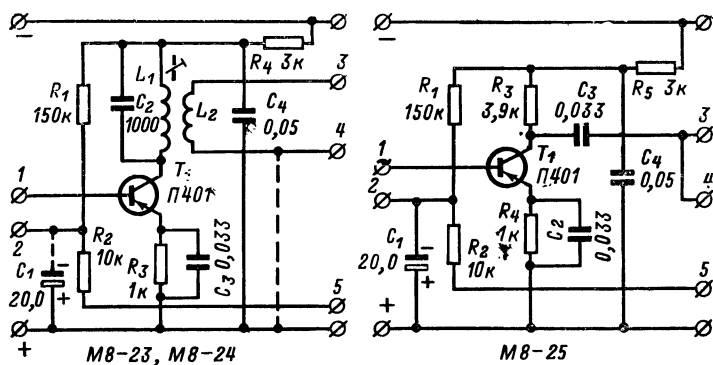 −
R4 3к
3
L1
R1
150к
C2
1000
L2
C4
0,05
4
1
T1
П401
2
R2
10к
C1
20,0
−
+
R3
1к
C3 0,033
5
+
М8-23, М8-24
−
R5 3к
R1
150к
R3
3,9к
C3
0,033
3
1
T1
П401
C4
0,05
4
2
R4
1к
C2
0,033
C1
20,0
−
+
R2
10к
5
+
М8-25